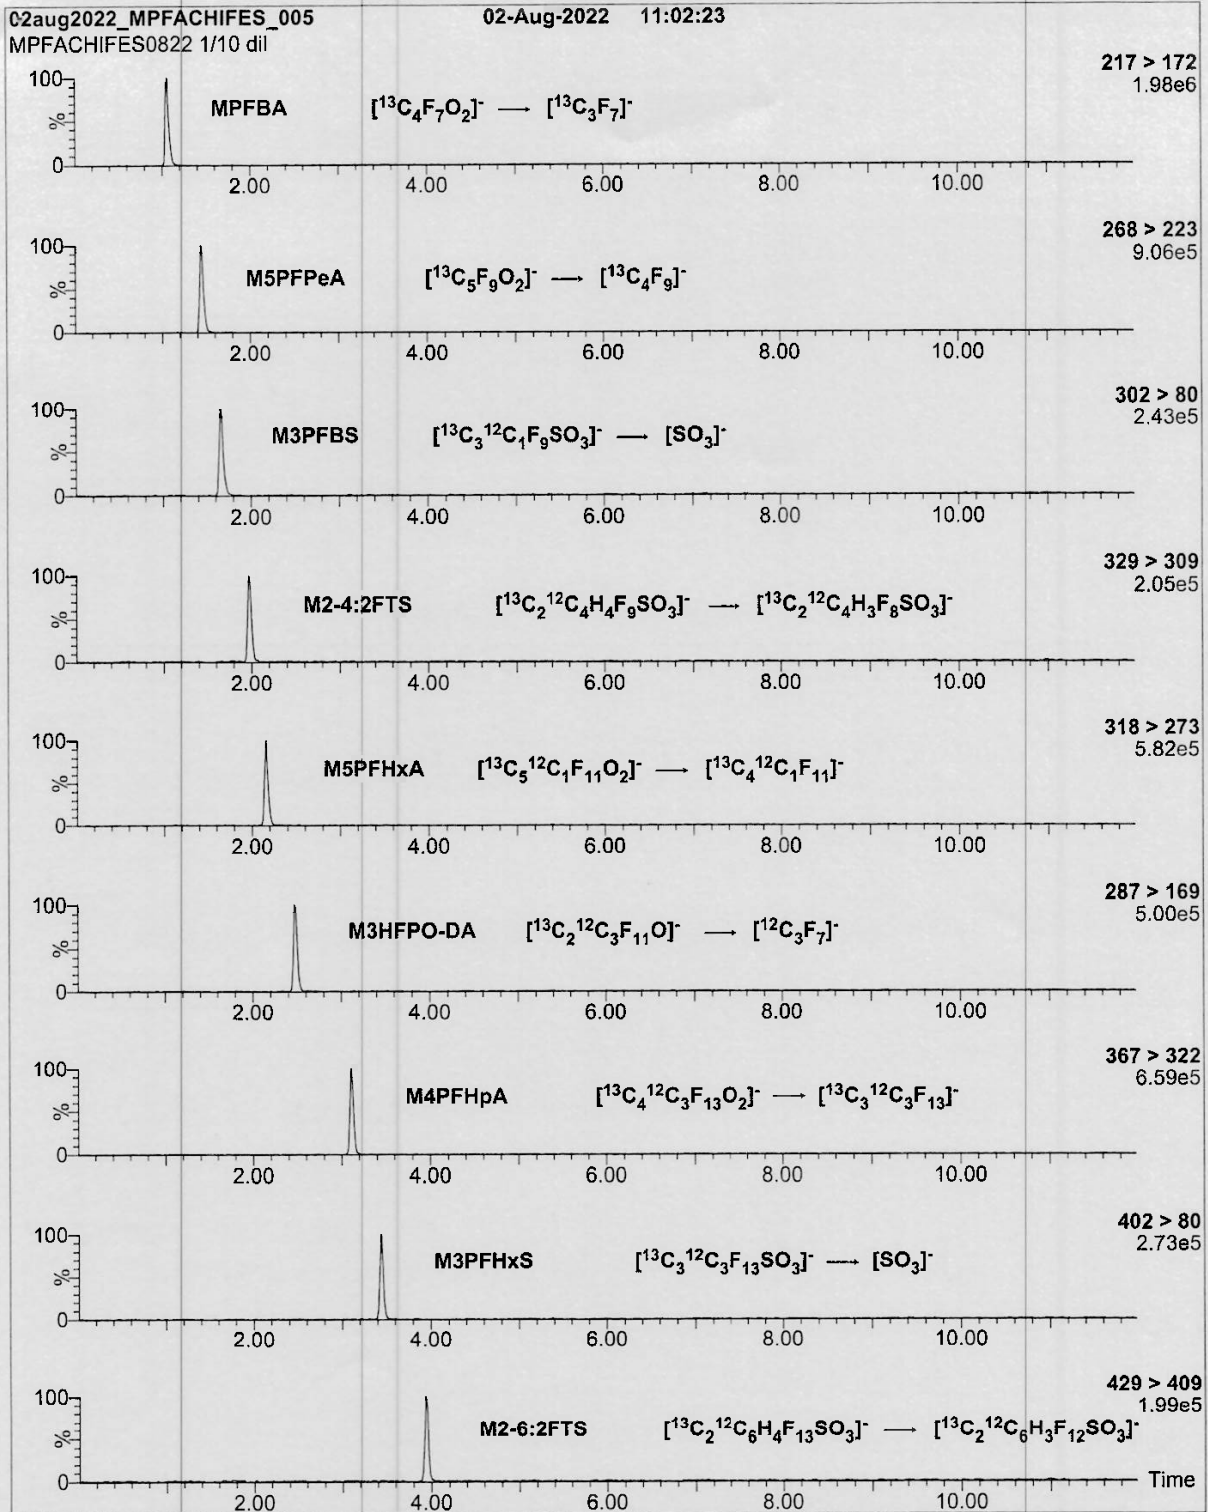 02aug2022_MPFACHIFES_005 02-Aug-2022 11:02:23
MPFACHIFES0822 1/10 dil
217 > 172
1.98e6
100
%
0
MPFBA [¹³C₄F₇O₂]⁻ ⟶ [¹³C₃F₇]⁻
2.00 4.00 6.00 8.00 10.00
268 > 223
9.06e5
100
%
0
M5PFPeA [¹³C₅F₉O₂]⁻ ⟶ [¹³C₄F₉]⁻
2.00 4.00 6.00 8.00 10.00
302 > 80
2.43e5
100
%
0
M3PFBS [¹³C₃¹²C₁F₉SO₃]⁻ ⟶ [SO₃]⁻
2.00 4.00 6.00 8.00 10.00
329 > 309
2.05e5
100
%
0
M2-4:2FTS [¹³C₂¹²C₄H₄F₉SO₃]⁻ ⟶ [¹³C₂¹²C₄H₃F₈SO₃]⁻
2.00 4.00 6.00 8.00 10.00
318 > 273
5.82e5
100
%
0
M5PFHxA [¹³C₅¹²C₁F₁₁O₂]⁻ ⟶ [¹³C₄¹²C₁F₁₁]⁻
2.00 4.00 6.00 8.00 10.00
287 > 169
5.00e5
100
%
0
M3HFPO-DA [¹³C₂¹²C₃F₁₁O]⁻ ⟶ [¹²C₃F₇]⁻
2.00 4.00 6.00 8.00 10.00
367 > 322
6.59e5
100
%
0
M4PFHpA [¹³C₄¹²C₃F₁₃O₂]⁻ ⟶ [¹³C₃¹²C₃F₁₃]⁻
2.00 4.00 6.00 8.00 10.00
402 > 80
2.73e5
100
%
0
M3PFHxS [¹³C₃¹²C₃F₁₃SO₃]⁻ ⟶ [SO₃]⁻
2.00 4.00 6.00 8.00 10.00
429 > 409
1.99e5
100
%
0
M2-6:2FTS [¹³C₂¹²C₆H₄F₁₃SO₃]⁻ ⟶ [¹³C₂¹²C₆H₃F₁₂SO₃]⁻
Time
2.00 4.00 6.00 8.00 10.00